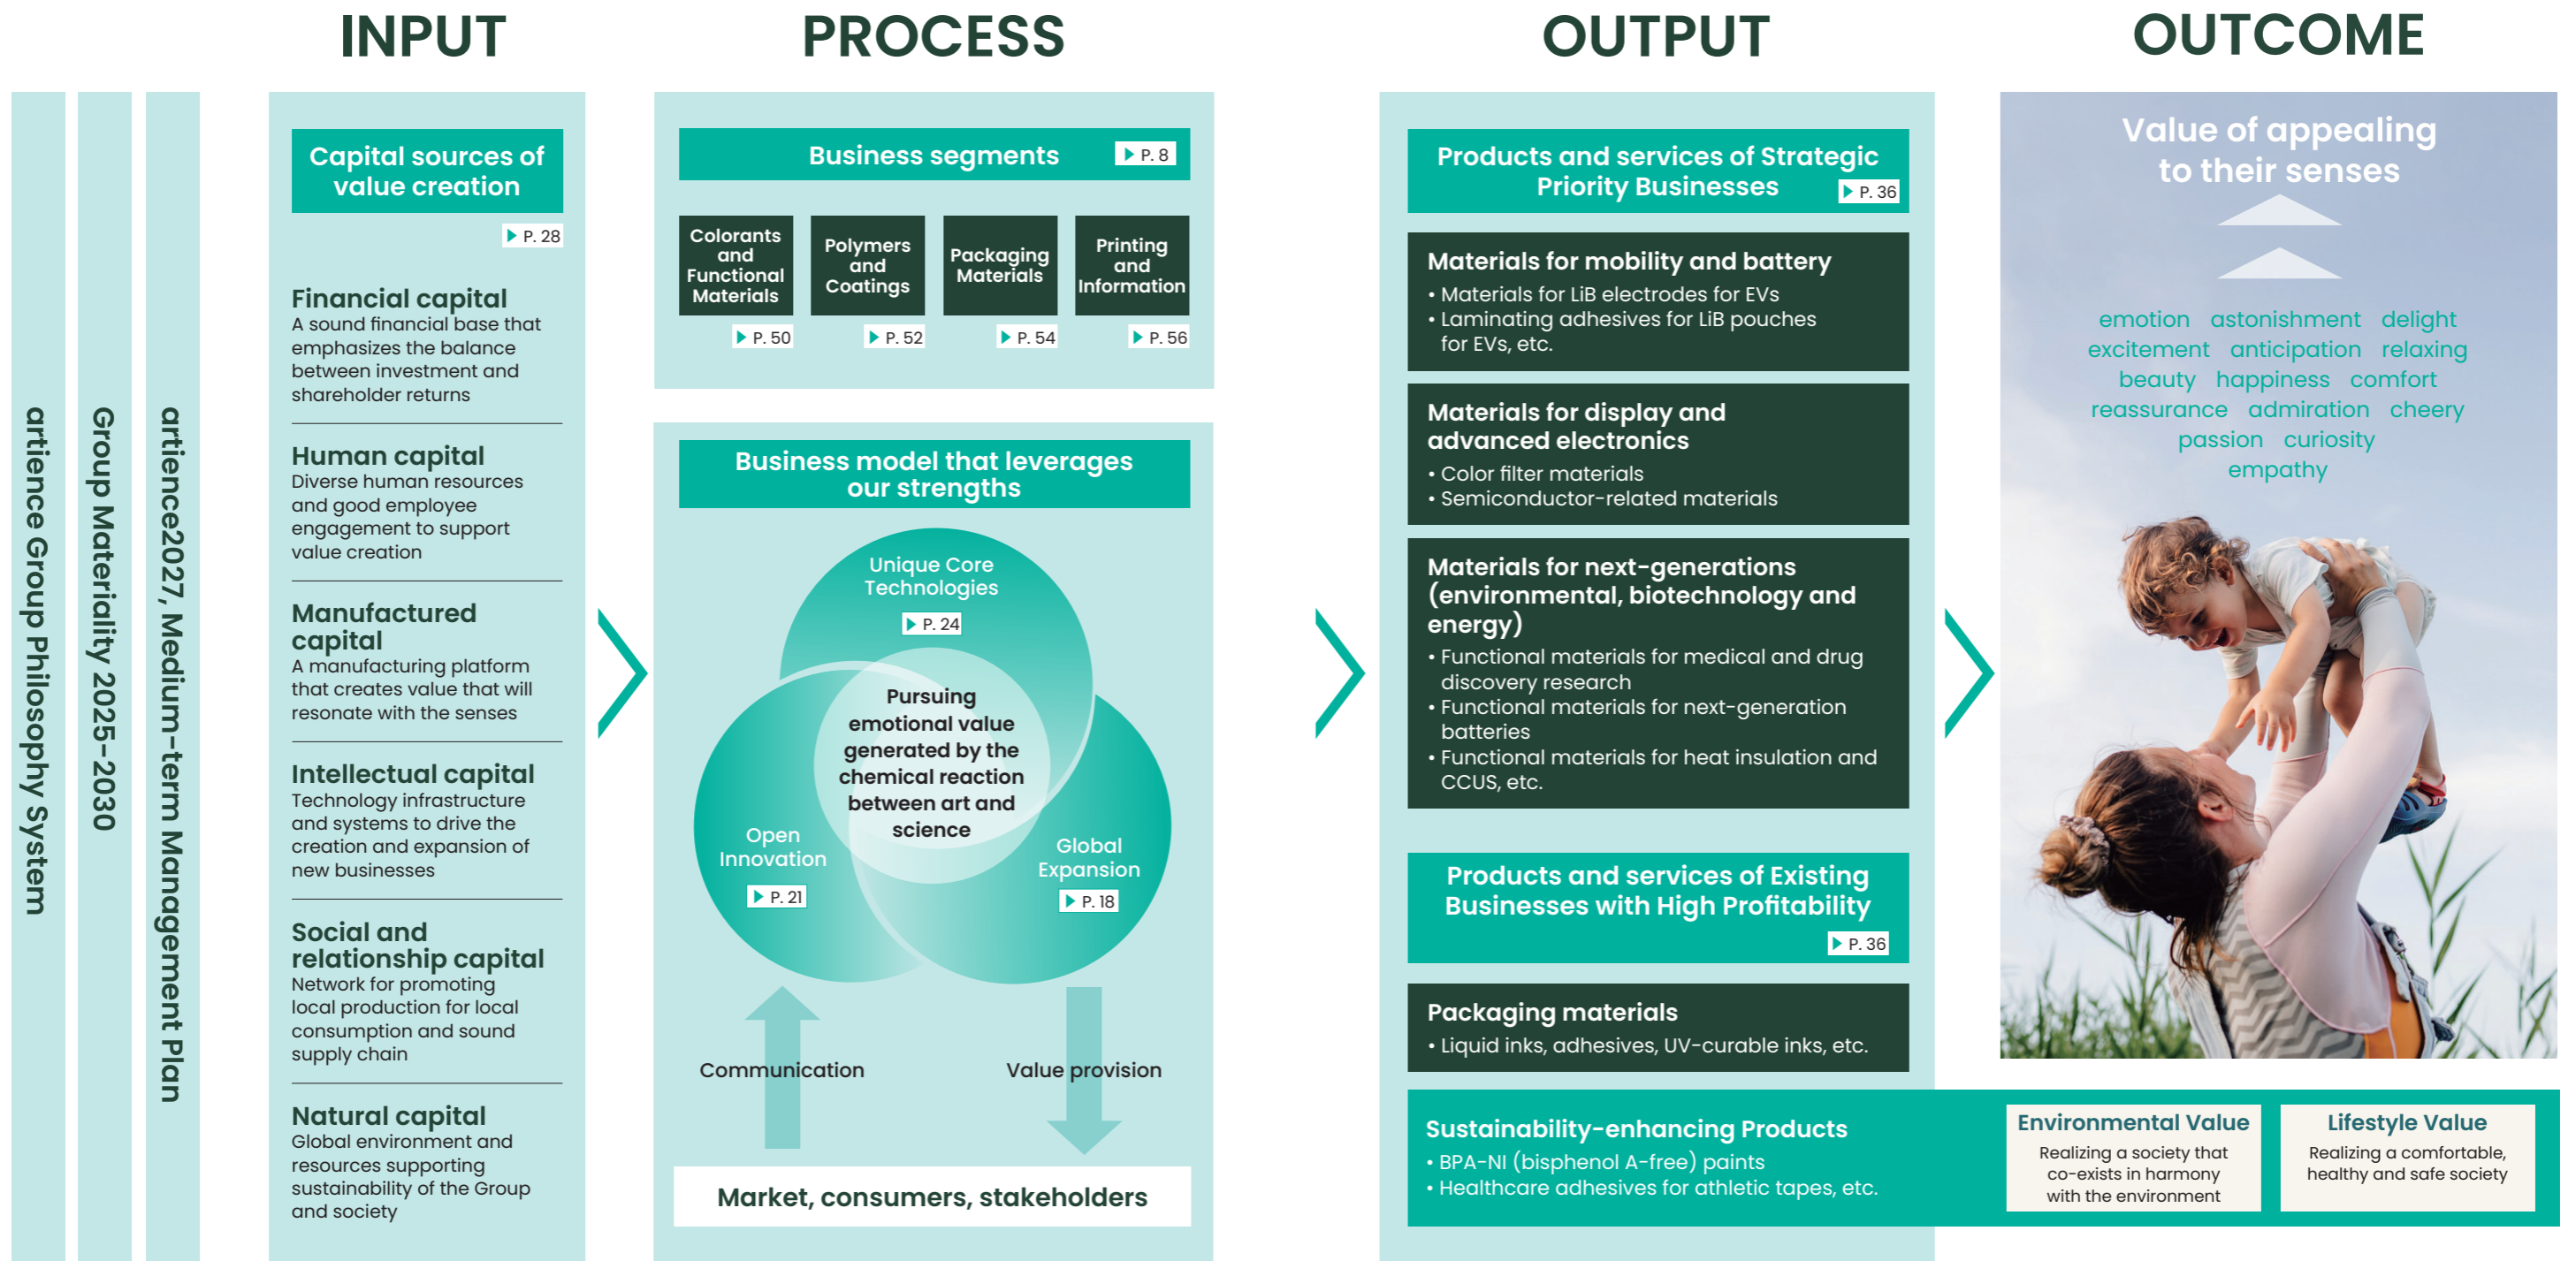 INPUT
PROCESS
OUTPUT
OUTCOME
artience Group Philosophy System
Group Materiality 2025–2030
artience2027, Medium-term Management Plan
Capital sources of
value creation
P. 28
Financial capital
A sound financial base that
emphasizes the balance
between investment and
shareholder returns
Human capital
Diverse human resources
and good employee
engagement to support
value creation
Manufactured
capital
A manufacturing platform
that creates value that will
resonate with the senses
Intellectual capital
Technology infrastructure
and systems to drive the
creation and expansion of
new businesses
Social and
relationship capital
Network for promoting
local production for local
consumption and sound
supply chain
Natural capital
Global environment and
resources supporting
sustainability of the Group
and society
Business segments
P. 8
Colorants
and
Functional
Materials
P. 50
Polymers
and
Coatings
P. 52
Packaging
Materials
P. 54
Printing
and
Information
P. 56
Business model that leverages
our strengths
Unique Core
Technologies
P. 24
Pursuing
emotional value
generated by the
chemical reaction
between art and
science
Open
Innovation
P. 21
Global
Expansion
P. 18
Communication
Value provision
Market, consumers, stakeholders
Products and services of Strategic
Priority Businesses
P. 36
Materials for mobility and battery
• Materials for LiB electrodes for EVs
• Laminating adhesives for LiB pouches
for EVs, etc.
Materials for display and
advanced electronics
• Color filter materials
• Semiconductor-related materials
Materials for next-generations
(environmental, biotechnology and
energy)
• Functional materials for medical and drug
discovery research
• Functional materials for next-generation
batteries
• Functional materials for heat insulation and
CCUS, etc.
Products and services of Existing
Businesses with High Profitability
P. 36
Packaging materials
• Liquid inks, adhesives, UV-curable inks, etc.
Sustainability-enhancing Products
• BPA-NI (bisphenol A-free) paints
• Healthcare adhesives for athletic tapes, etc.
Value of appealing
to their senses
emotion astonishment delight
excitement anticipation relaxing
beauty happiness comfort
reassurance admiration cheery
passion curiosity
empathy
Environmental Value
Realizing a society that
co-exists in harmony
with the environment
Lifestyle Value
Realizing a comfortable,
healthy and safe society